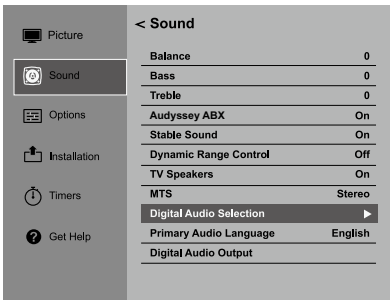 Picture
Sound
Options
Installation
Timers
Get Help
< Sound
Balance 0
Bass 0
Treble 0
Audyssey ABX On
Stable Sound On
Dynamic Range Control Off
TV Speakers On
MTS Stereo
Digital Audio Selection
Primary Audio Language English
Digital Audio Output